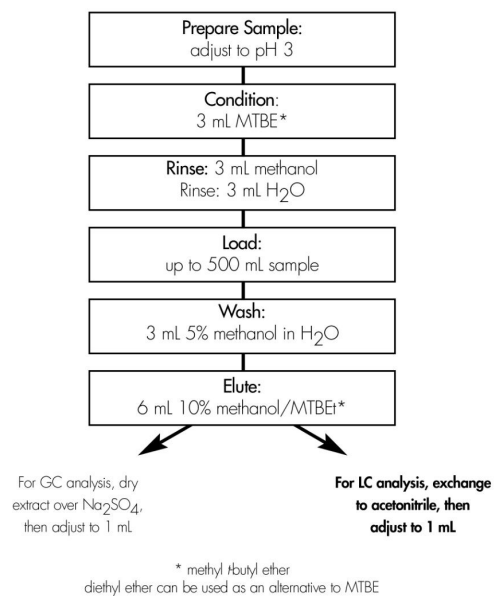 Prepare Sample:
adjust to pH 3
Condition:
3 mL MTBE*
Rinse: 3 mL methanol
Rinse: 3 mL H2O
Load:
up to 500 mL sample
Wash:
3 mL 5% methanol in H2O
Elute:
6 mL 10% methanol/MTBEt*
For GC analysis, dry
extract over Na2SO4,
then adjust to 1 mL
For LC analysis, exchange
to acetonitrile, then
adjust to 1 mL
* methyl t-butyl ether
diethyl ether can be used as an alternative to MTBE